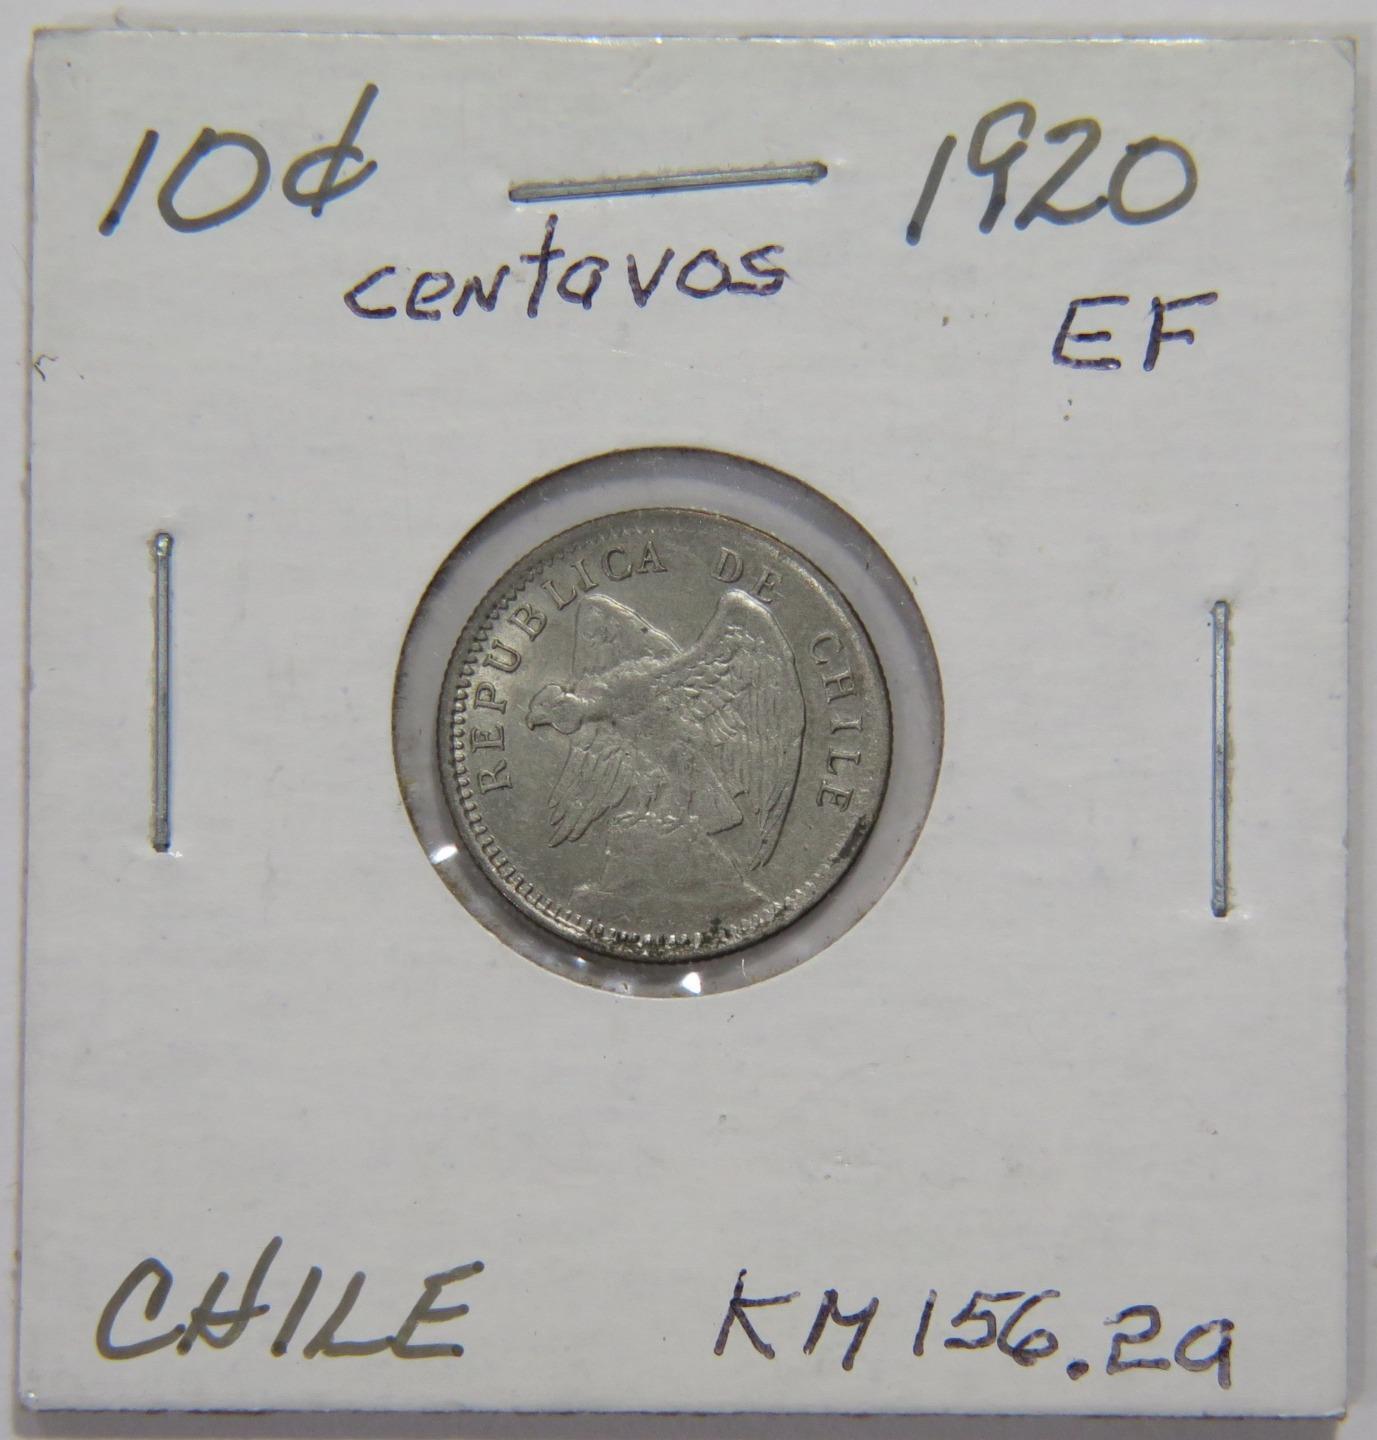 10¢ 1920
centavos
EF
REPUBLICA DE CHILE
CHILE KM 156.2a